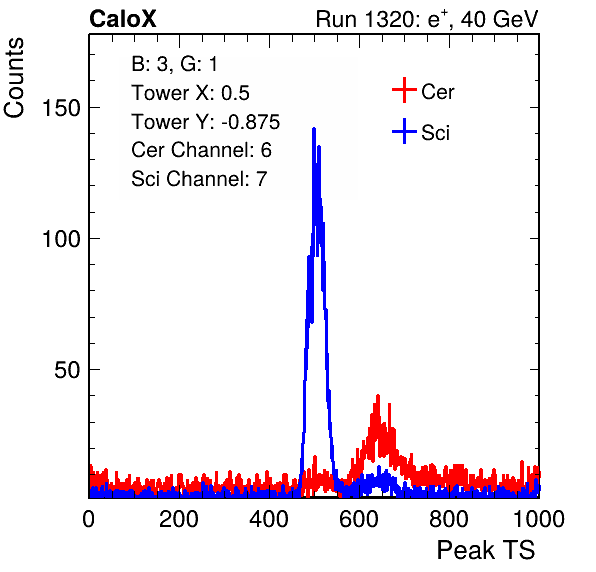 CaloX
Run 1320: e+, 40 GeV
Counts
B: 3, G: 1
Tower X: 0.5
Tower Y: -0.875
Cer Channel: 6
Sci Channel: 7
Cer
Sci
150
100
50
0 200 400 600 800 1000
Peak TS